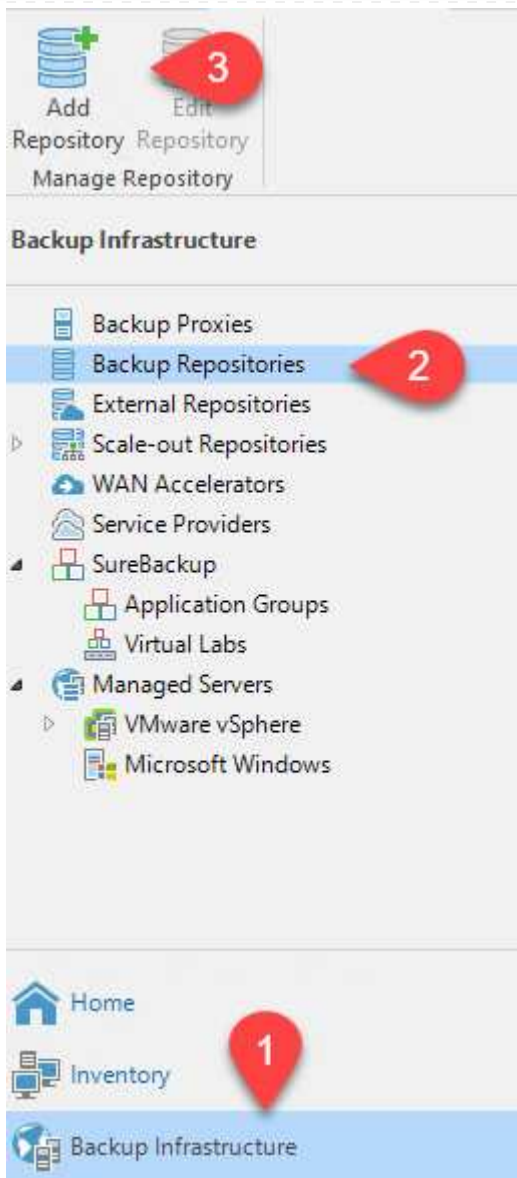 3
Add Edit
Repository Repository
Manage Repository
Backup Infrastructure
Backup Proxies
Backup Repositories
2
External Repositories
Scale-out Repositories
WAN Accelerators
Service Providers
SureBackup
Application Groups
Virtual Labs
Managed Servers
VMware vSphere
Microsoft Windows
Home
1
Inventory
Backup Infrastructure